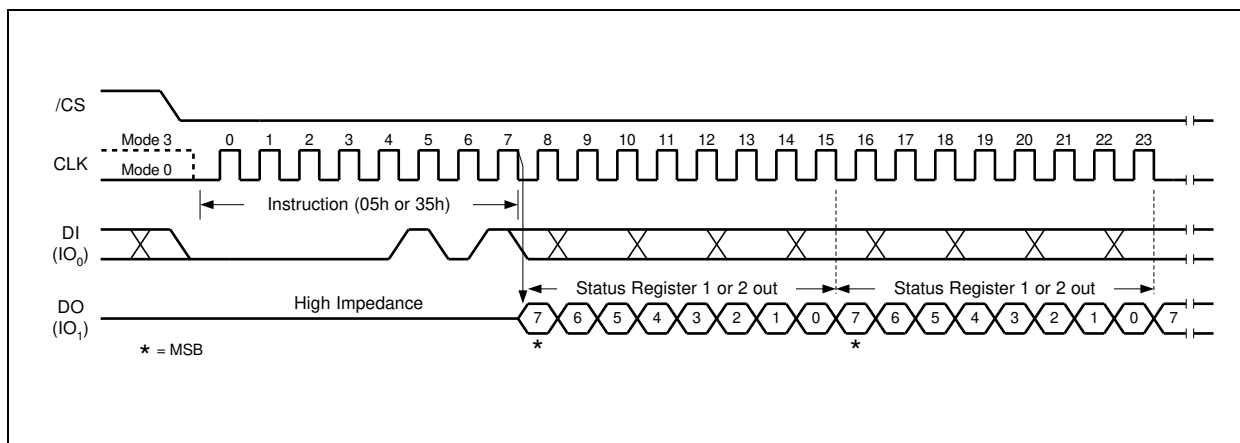 /CS
Mode 3
0 1 2 3 4 5 6 7 8 9 10 11 12 13 14 15 16 17 18 19 20 21 22 23
CLK
Mode 0
Instruction (05h or 35h)
DI
(IO0)
Status Register 1 or 2 out
Status Register 1 or 2 out
High Impedance
DO
(IO1)
7 6 5 4 3 2 1 0 7 6 5 4 3 2 1 0 7
* *
* = MSB